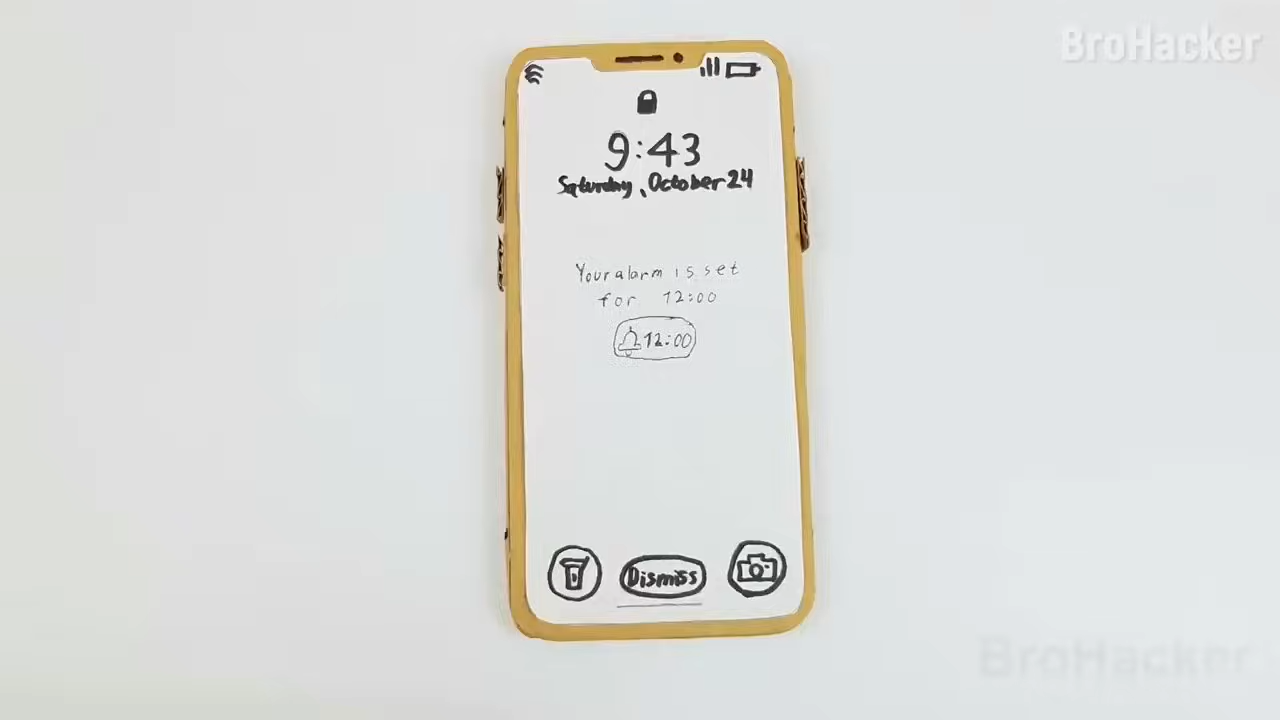 BroHacker
9:43
Saturday, October 24
Your alarm is set
for 12:00
12:00
Dismiss
BroHacker